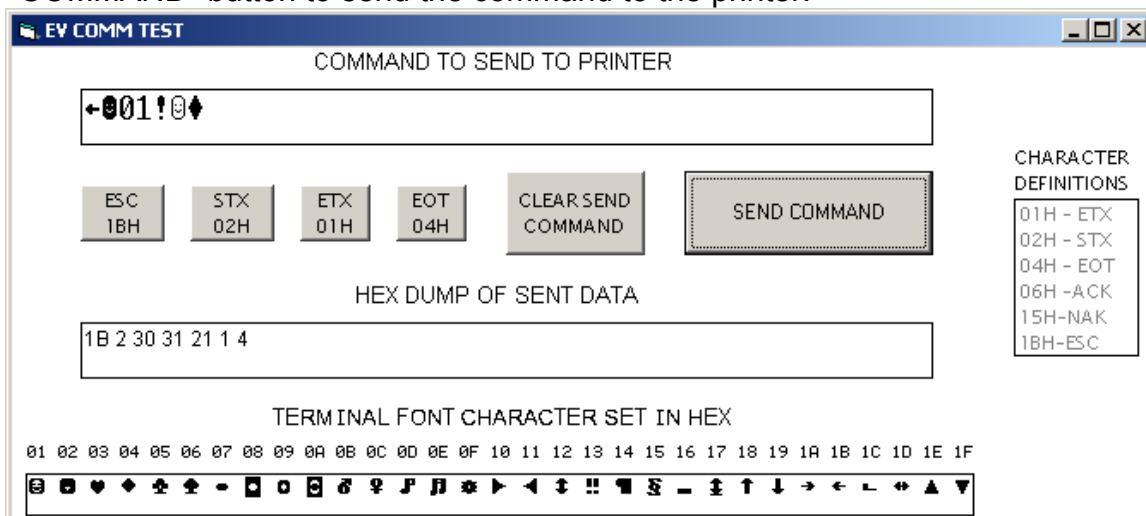 COMMAND" button to send the command to the printer.
EV COMM TEST
COMMAND TO SEND TO PRINTER
←☻01!☺♦
ESC
1BH
STX
02H
ETX
01H
EOT
04H
CLEAR SEND
COMMAND
SEND COMMAND
CHARACTER
DEFINITIONS
01H - ETX
02H - STX
04H - EOT
06H -ACK
15H-NAK
1BH-ESC
HEX DUMP OF SENT DATA
1B 2 30 31 21 1 4
TERMINAL FONT CHARACTER SET IN HEX
01 02 03 04 05 06 07 08 09 0A 0B 0C 0D 0E 0F 10 11 12 13 14 15 16 17 18 19 1A 1B 1C 1D 1E 1F
☺ ☻ ♥ ♦ ♣ ♠ • ◘ ○ ◙ ♂ ♀ ♪ ♫ ☼ ► ◄ ↕ ‼ ¶ § ▬ ↨ ↑ ↓ → ← ∟ ↔ ▲ ▼